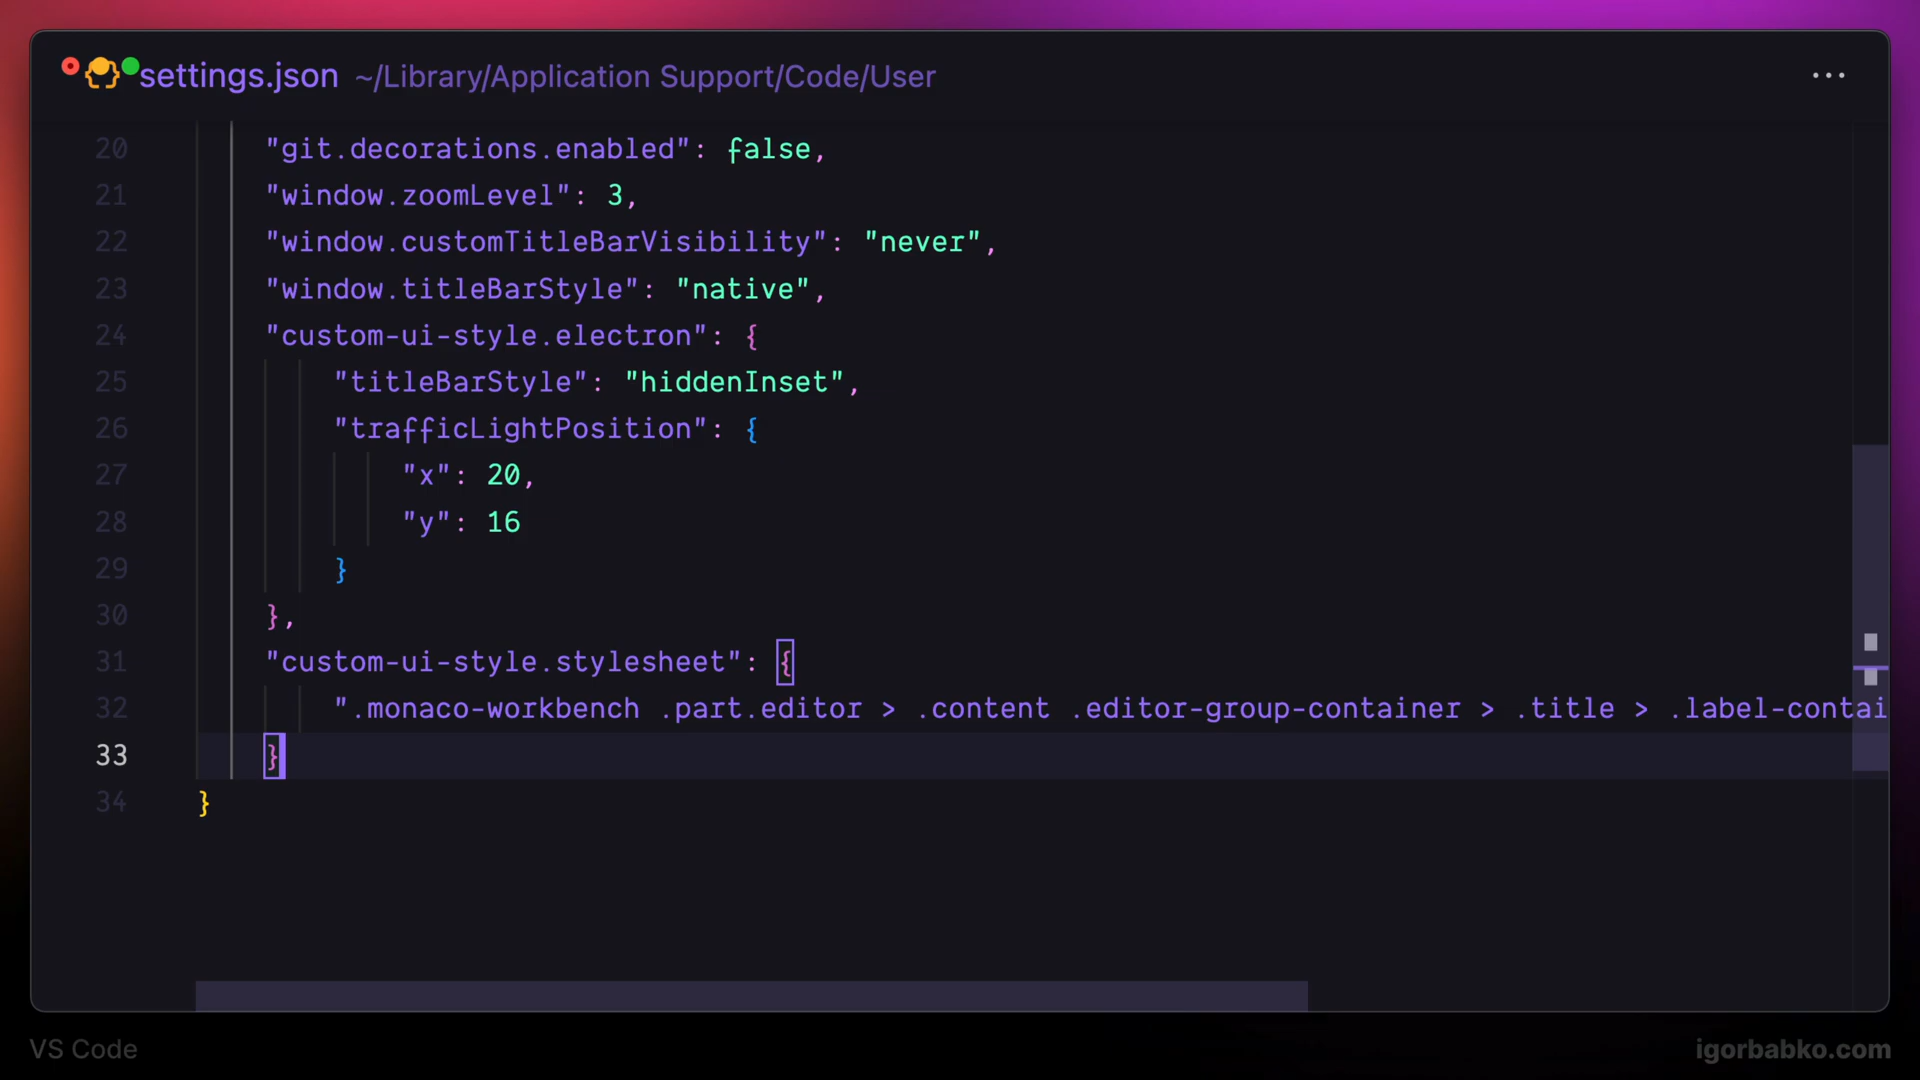 settings.json ~/Library/Application Support/Code/User ...
20 "git.decorations.enabled": false,
21 "window.zoomLevel": 3,
22 "window.customTitleBarVisibility": "never",
23 "window.titleBarStyle": "native",
24 "custom-ui-style.electron": {
25 "titleBarStyle": "hiddenInset",
26 "trafficLightPosition": {
27 "x": 20,
28 "y": 16
29 }
30 },
31 "custom-ui-style.stylesheet": {
32 ".monaco-workbench .part.editor > .content .editor-group-container > .title > .label-contai
33 }
34 }
VS Code
igorbabko.com